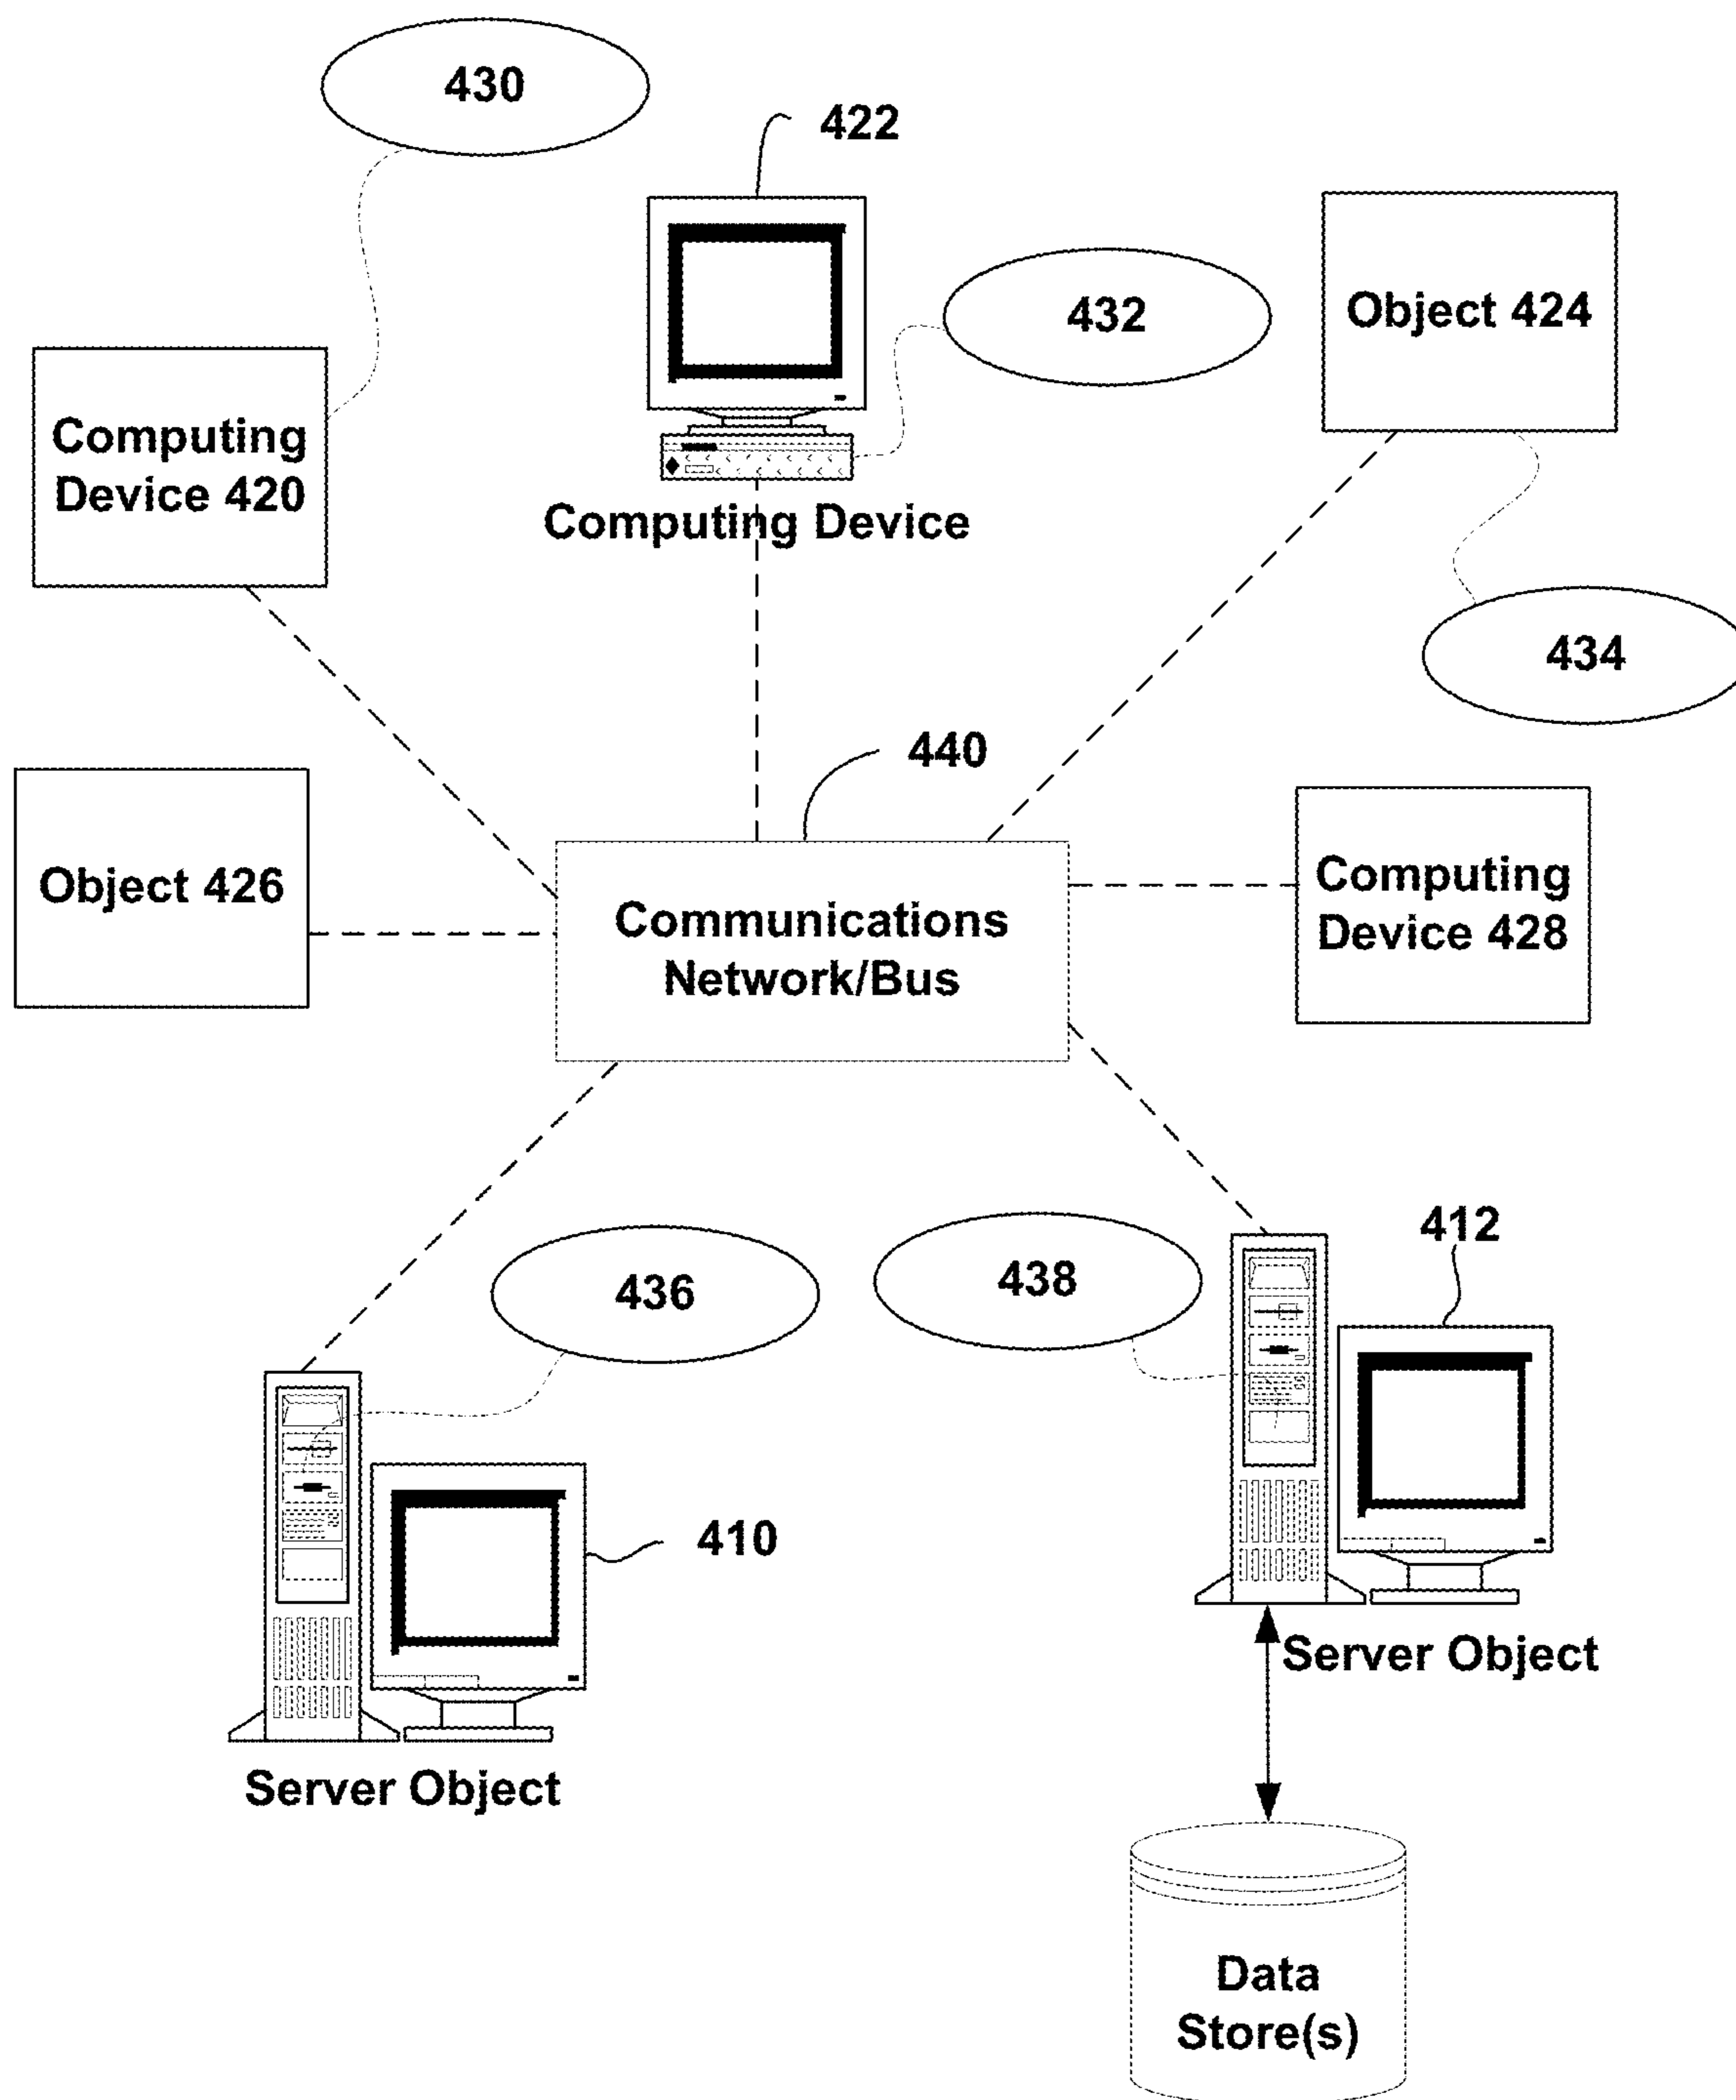 430
422
432
Object 424
Computing
Device 420
Computing Device
434
440
Object 426
Communications
Network/Bus
Computing
Device 428
412
436
438
410
Server Object
Server Object
Data
Store(s)